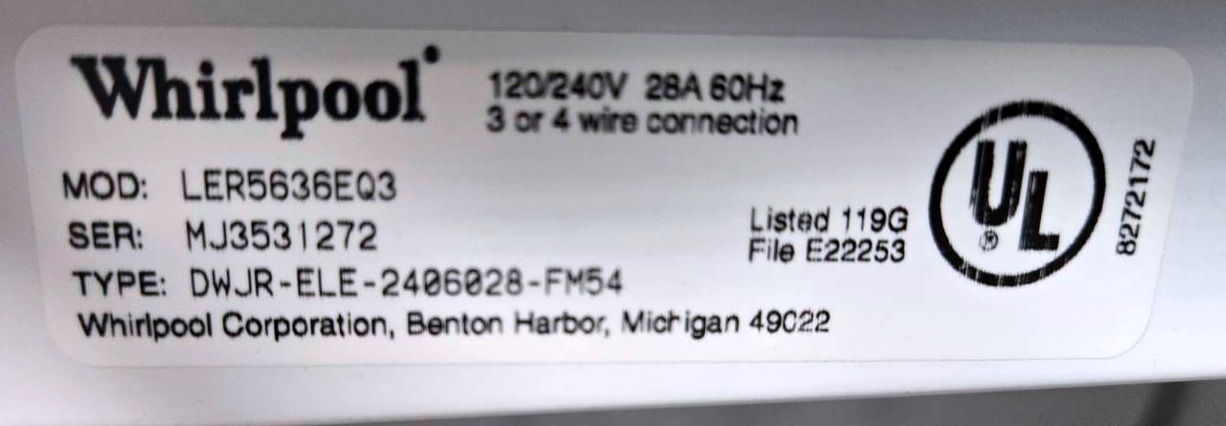 Whirlpool
120/240V 28A 60Hz
3 or 4 wire connection
MOD: LER5636EQ3
SER: MJ3531272
TYPE: DWJR-ELE-2406028-FM54
Whirlpool Corporation, Benton Harbor, Michigan 49022
Listed 119G
File E22253
UL
®
8272172